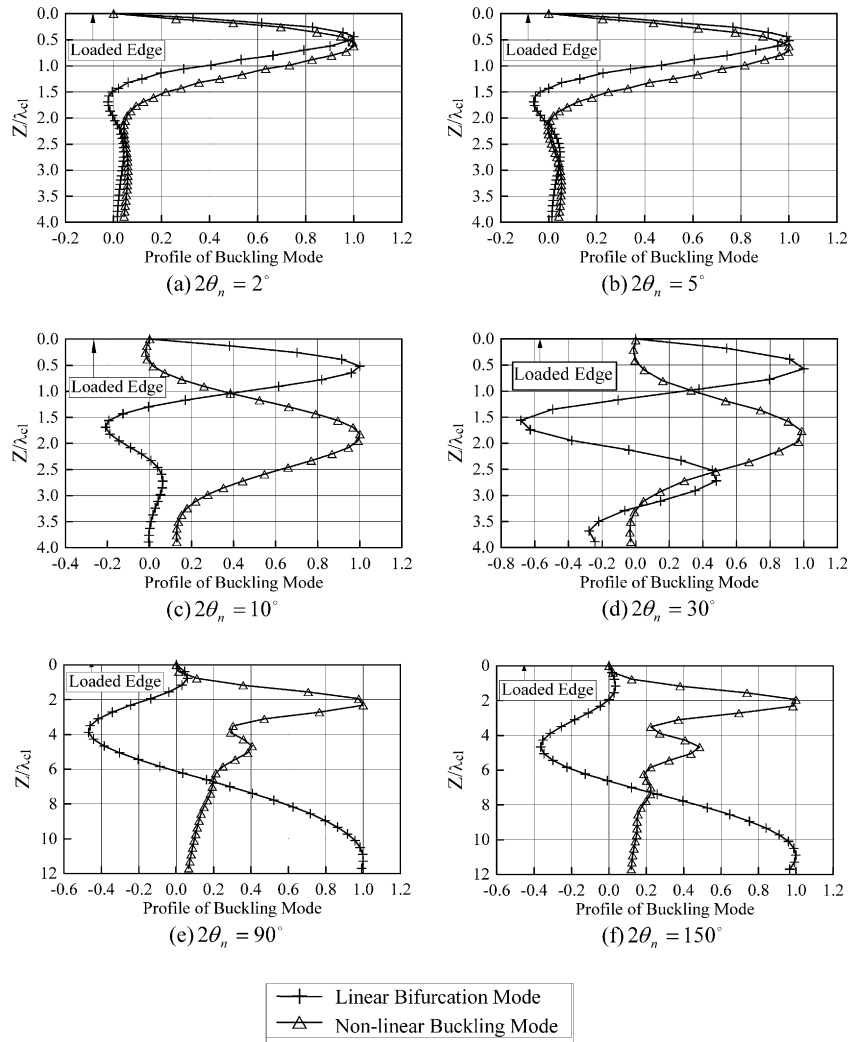 0.0
0.5
1.0
1.5
2.0
2.5
3.0
3.5
4.0
Z/λcl
Loaded Edge
-0.2 0.0 0.2 0.4 0.6 0.8 1.0 1.2
Profile of Buckling Mode
(a) 2θn = 2°
0.0
0.5
1.0
1.5
2.0
2.5
3.0
3.5
4.0
Z/λcl
Loaded Edge
-0.2 0.0 0.2 0.4 0.6 0.8 1.0 1.2
Profile of Buckling Mode
(b) 2θn = 5°
0.0
0.5
1.0
1.5
2.0
2.5
3.0
3.5
4.0
Z/λcl
Loaded Edge
-0.4 -0.2 0.0 0.2 0.4 0.6 0.8 1.0 1.2
Profile of Buckling Mode
(c) 2θn = 10°
0.0
0.5
1.0
1.5
2.0
2.5
3.0
3.5
4.0
Z/λcl
Loaded Edge
-0.8 -0.6 -0.4 -0.2 0.0 0.2 0.4 0.6 0.8 1.0 1.2
Profile of Buckling Mode
(d) 2θn = 30°
0
2
4
6
8
10
12
Z/λcl
Loaded Edge
-0.6 -0.4 -0.2 0.0 0.2 0.4 0.6 0.8 1.0 1.2
Profile of Buckling Mode
(e) 2θn = 90°
0
2
4
6
8
10
12
Z/λcl
Loaded Edge
-0.6 -0.4 -0.2 0.0 0.2 0.4 0.6 0.8 1.0 1.2
Profile of Buckling Mode
(f) 2θn = 150°
Linear Bifurcation Mode
Non-linear Buckling Mode